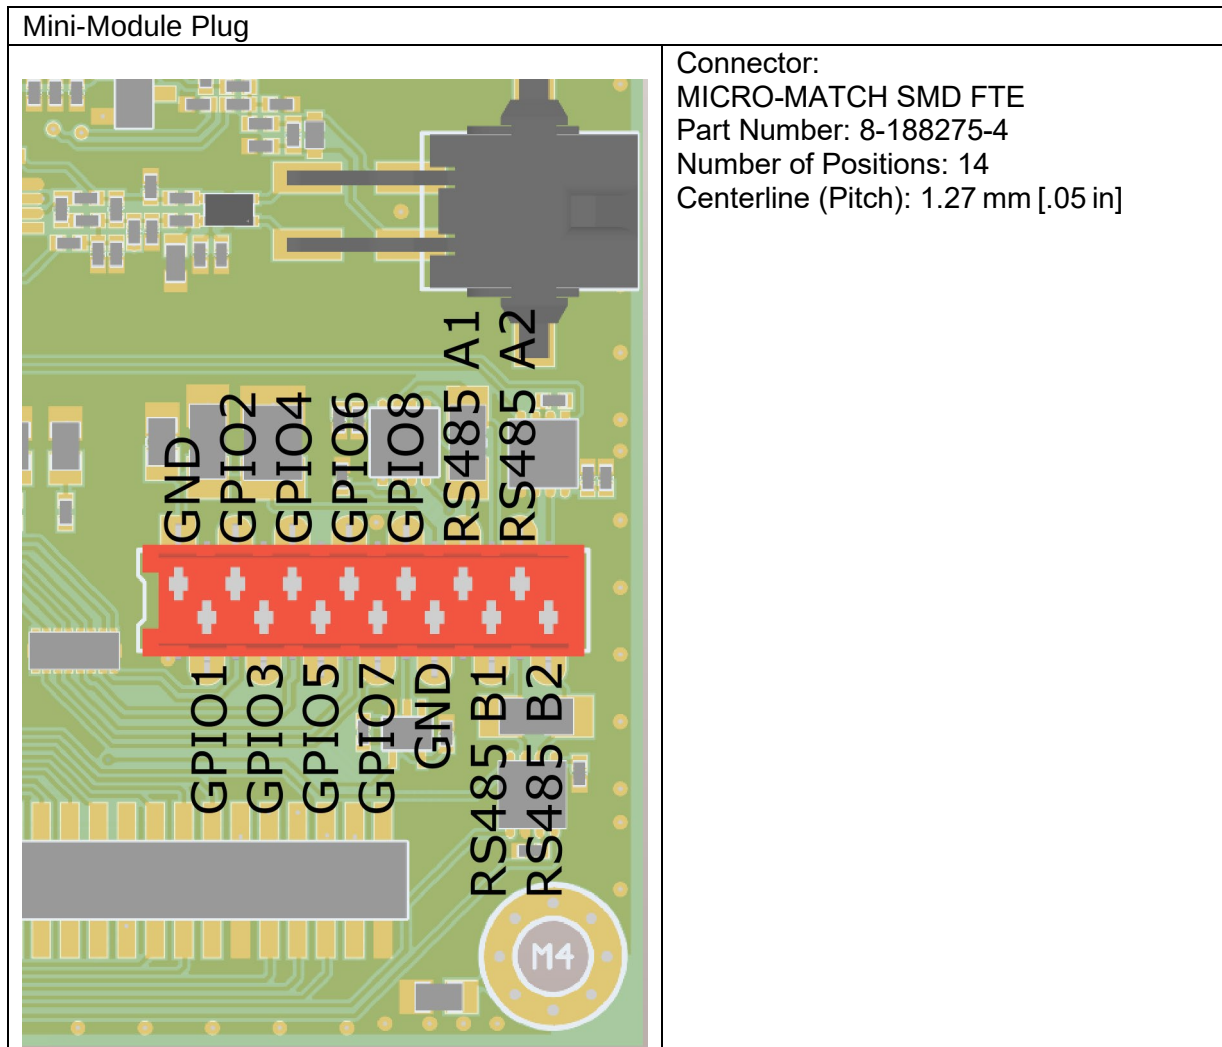 Mini-Module Plug
Connector:
MICRO-MATCH SMD FTE
Part Number: 8-188275-4
Number of Positions: 14
Centerline (Pitch): 1.27 mm [.05 in]
GND
GPIO2
GPIO4
GPIO6
GPIO8
RS485 A1
RS485 A2
GPIO1
GPIO3
GPIO5
GPIO7
GND
RS485 B1
RS485 B2
M4